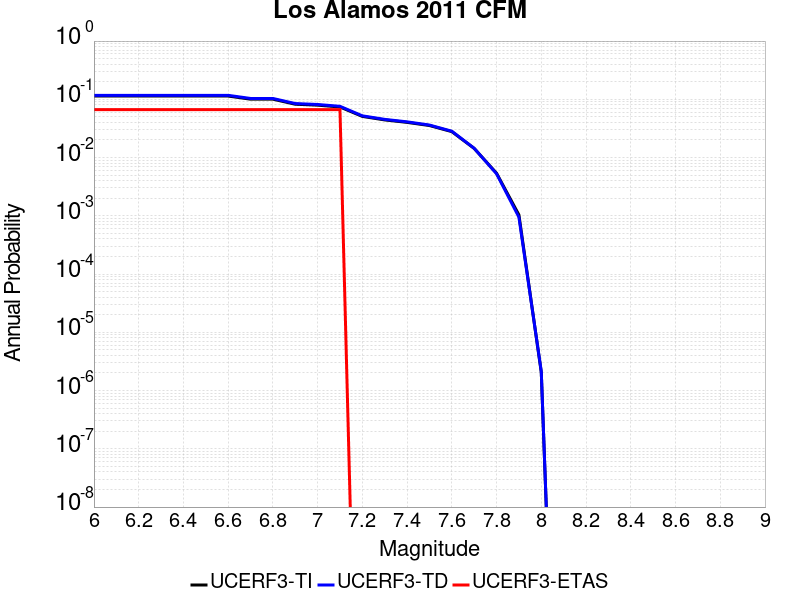 Los Alamos 2011 CFM
10^0
10^-1
10^-2
10^-3
10^-4
10^-5
10^-6
10^-7
10^-8
Annual Probability
6 6.2 6.4 6.6 6.8 7 7.2 7.4 7.6 7.8 8 8.2 8.4 8.6 8.8 9
Magnitude
UCERF3-TI UCERF3-TD UCERF3-ETAS